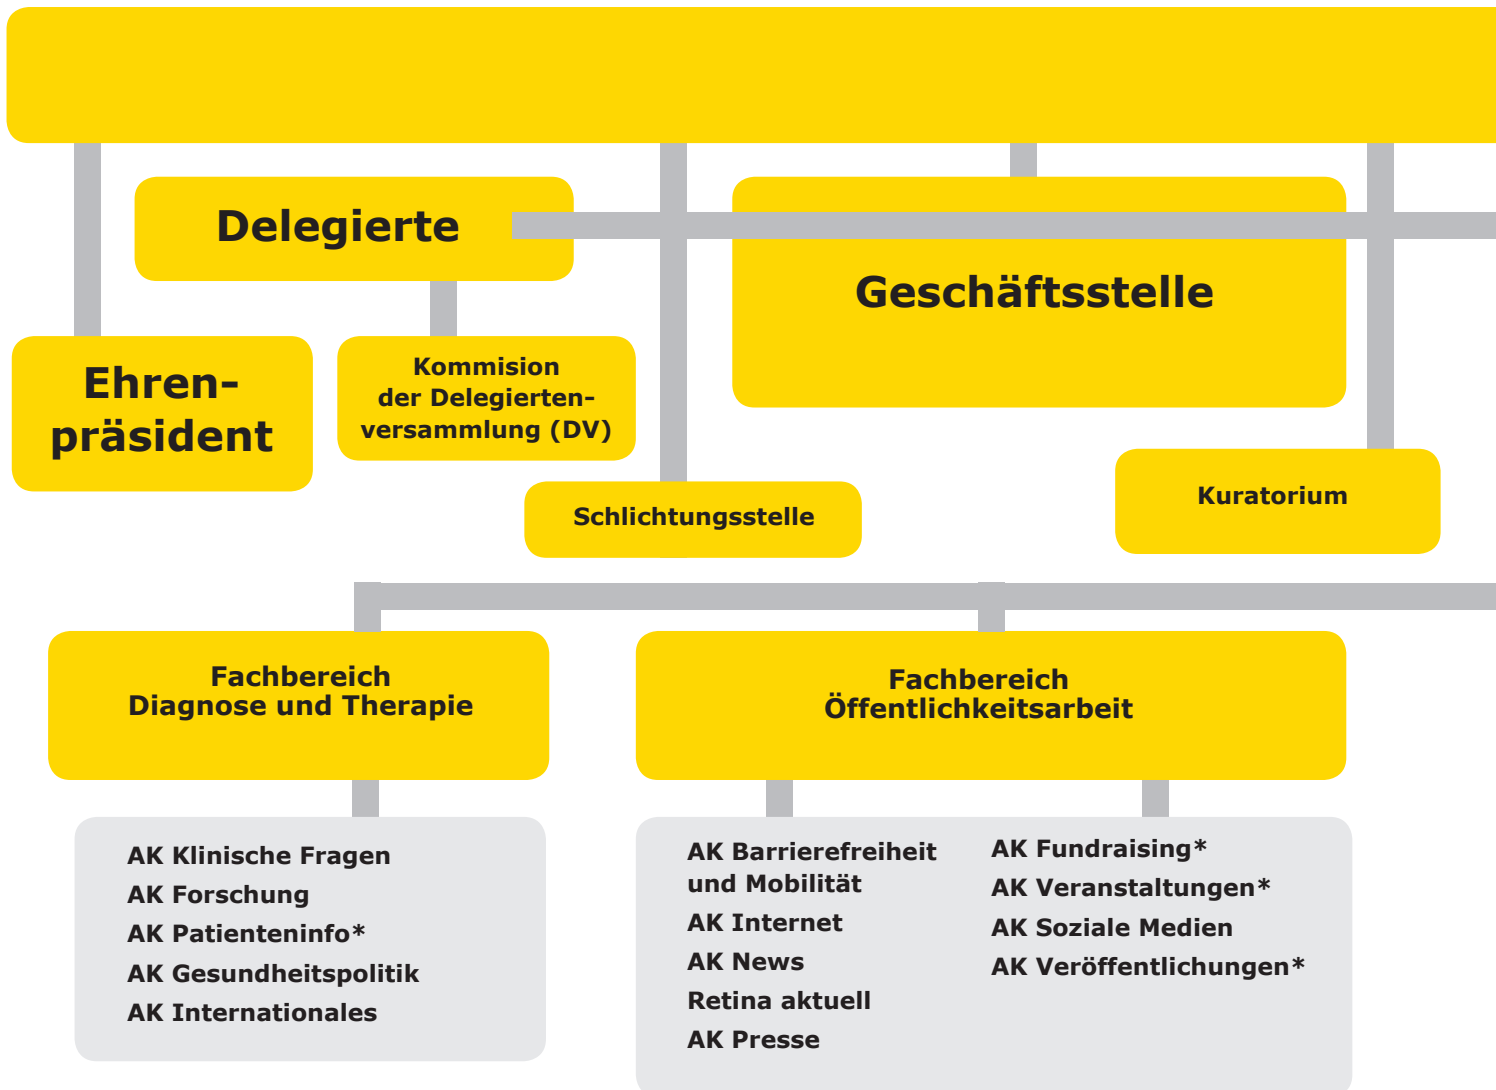 Delegierte
Geschäftsstelle
Ehren-
präsident
Kommision
der Delegierten-
versammlung (DV)
Schlichtungsstelle
Kuratorium
Fachbereich
Diagnose und Therapie
Fachbereich
Öffentlichkeitsarbeit
AK Klinische Fragen
AK Forschung
AK Patienteninfo*
AK Gesundheitspolitik
AK Internationales
AK Barrierefreiheit
und Mobilität
AK Internet
AK News
Retina aktuell
AK Presse
AK Fundraising*
AK Veranstaltungen*
AK Soziale Medien
AK Veröffentlichungen*